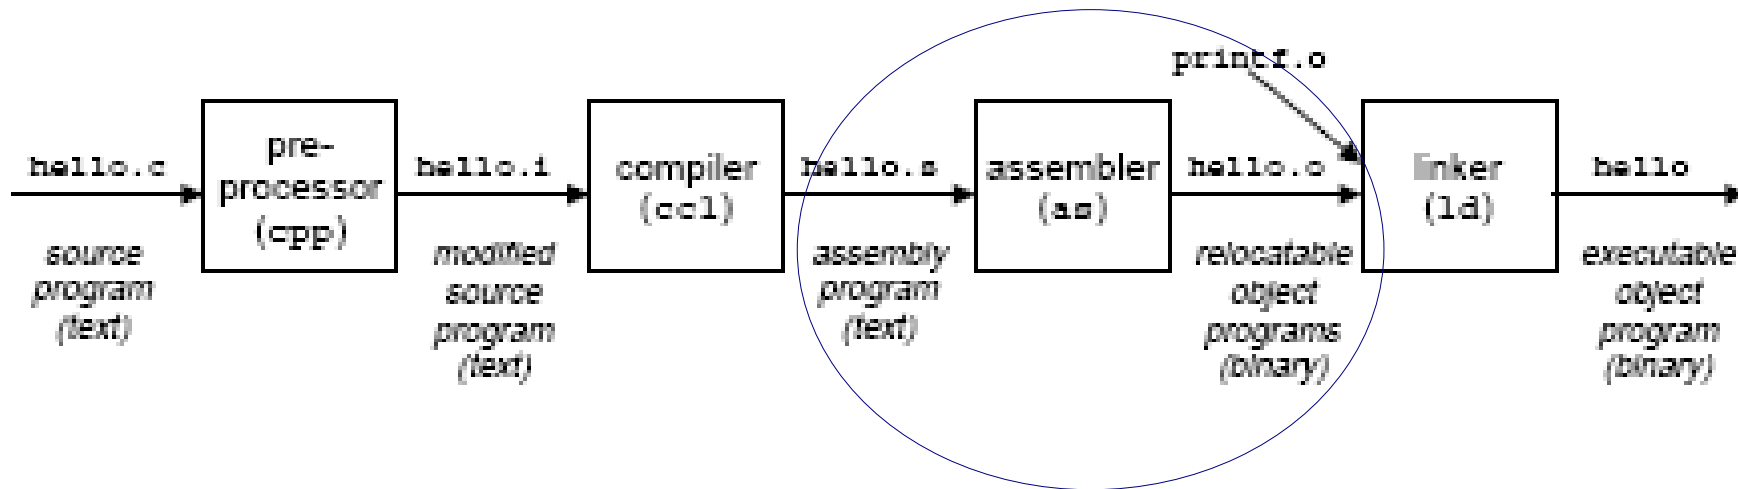 printf.o
hello.c
pre-
processor
(cpp)
hello.i
compiler
(cc1)
hello.s
assembler
(as)
hello.o
linker
(ld)
hello
source
program
(text)
modified
source
program
(text)
assembly
program
(text)
relocatable
object
programs
(binary)
executable
object
program
(binary)